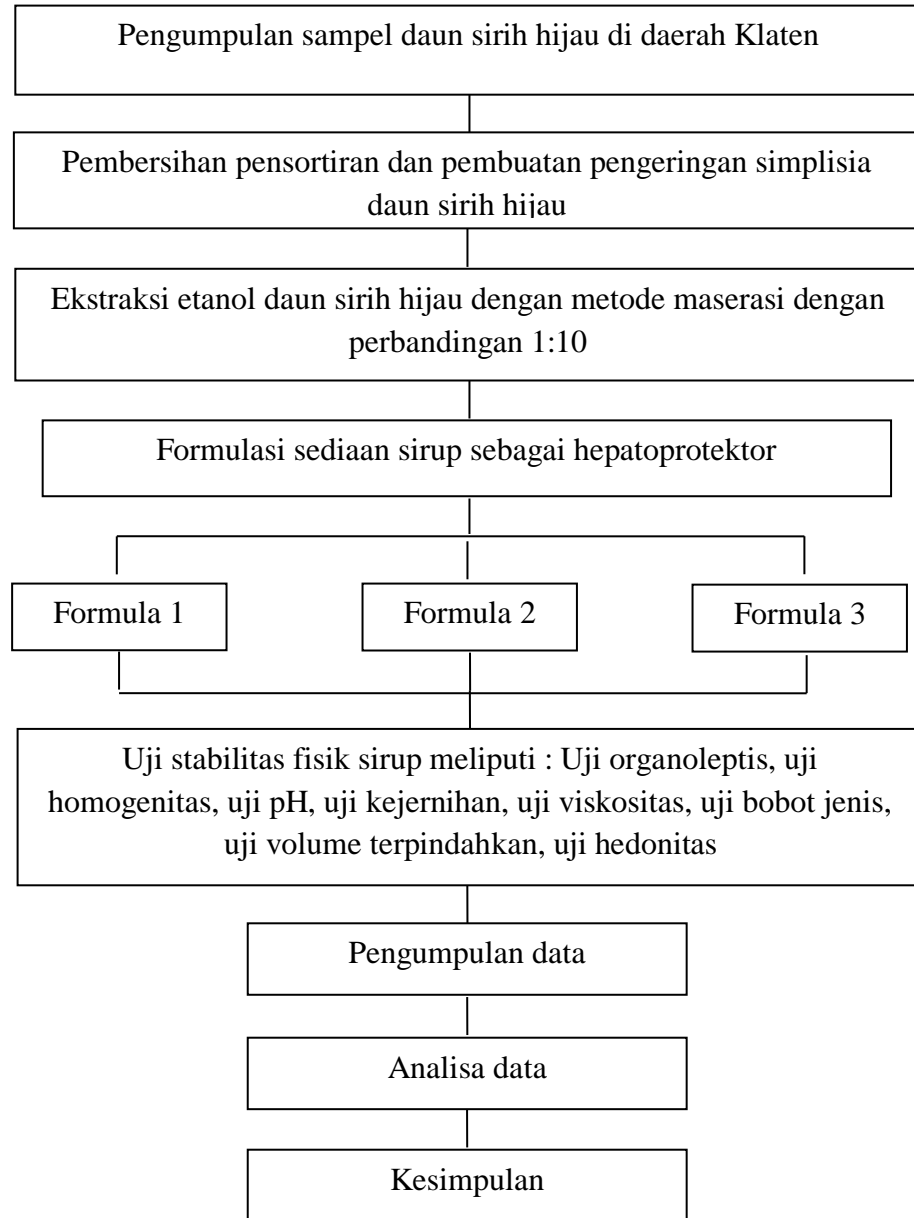 Pengumpulan sampel daun sirih hijau di daerah Klaten
Pembersihan pensortiran dan pembuatan pengeringan simplisia
daun sirih hijau
Ekstraksi etanol daun sirih hijau dengan metode maserasi dengan
perbandingan 1:10
Formulasi sediaan sirup sebagai hepatoprotektor
Formula 1
Formula 2
Formula 3
Uji stabilitas fisik sirup meliputi : Uji organoleptis, uji
homogenitas, uji pH, uji kejernihan, uji viskositas, uji bobot jenis,
uji volume terpindahkan, uji hedonitas
Pengumpulan data
Analisa data
Kesimpulan